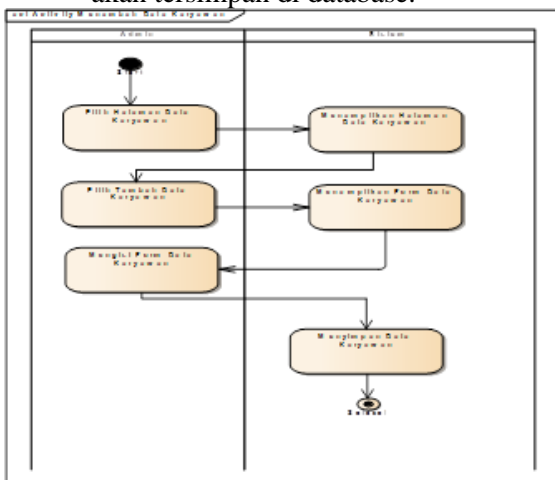 akan tersimpan di database.
act Activity Menambah Data Karyawan
Admin
Sistem
Start
Pilih Halaman Data
Karyawan
Menampilkan Halaman
Data Karyawan
Pilih Tambah Data
Karyawan
Menampilkan Form Data
Karyawan
Mengisi Form Data
Karyawan
Menyimpan Data
Karyawan
Selesai